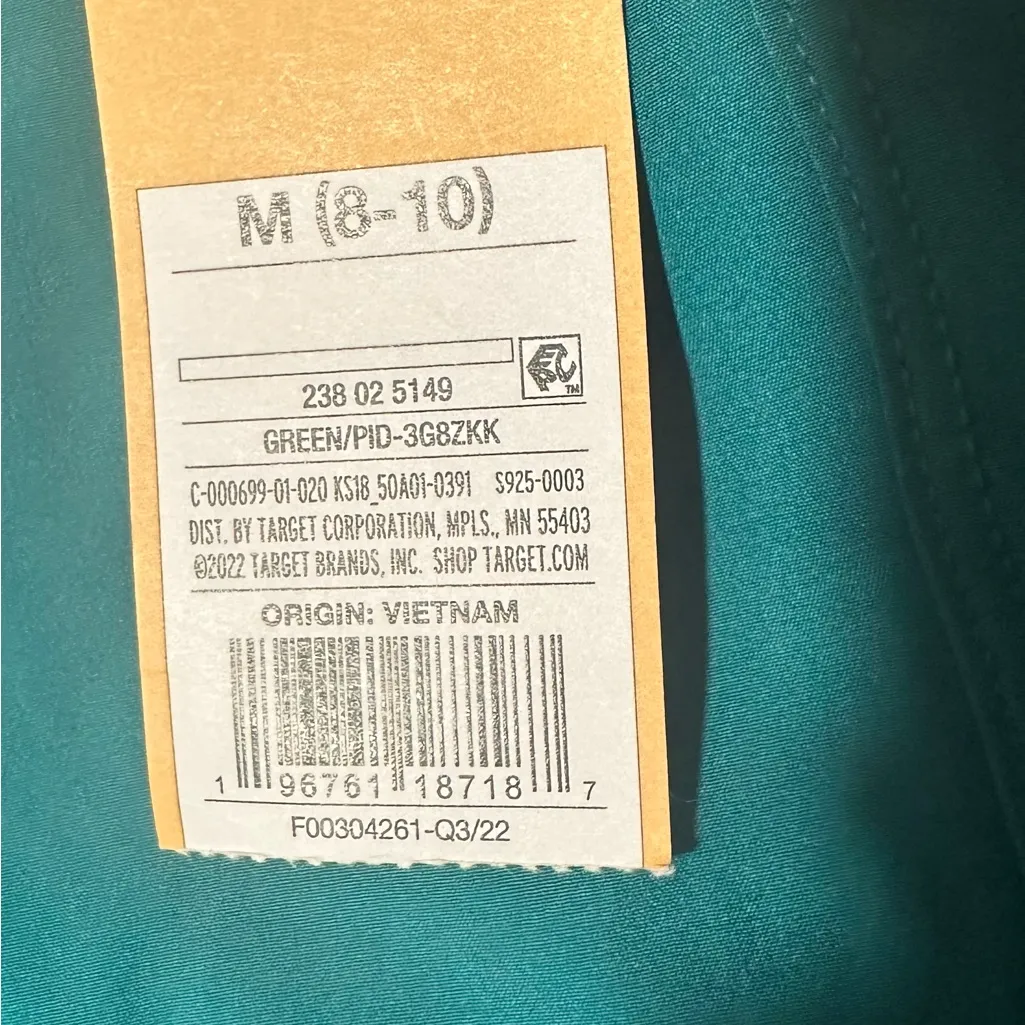 M (8-10)
TM
238 02 5149
GREEN/PID-3G8ZKK
C-000699-01-020 KS18_50A01-0391 S925-0003
DIST. BY TARGET CORPORATION, MPLS., MN 55403
©2022 TARGET BRANDS, INC. SHOP TARGET.COM
ORIGIN: VIETNAM
1 96761 18718 7
F00304261-Q3/22